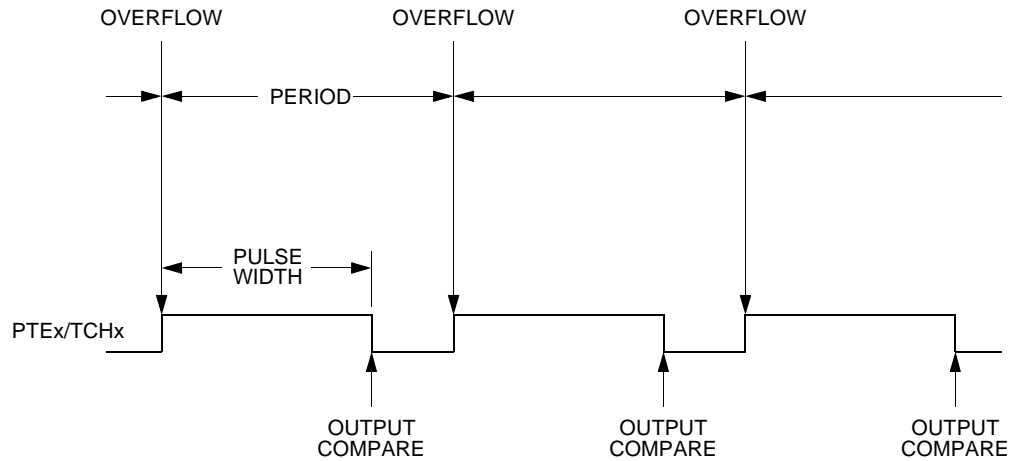 OVERFLOW
OVERFLOW
OVERFLOW
PERIOD
PULSE
WIDTH
PTEx/TCHx
OUTPUT
COMPARE
OUTPUT
COMPARE
OUTPUT
COMPARE